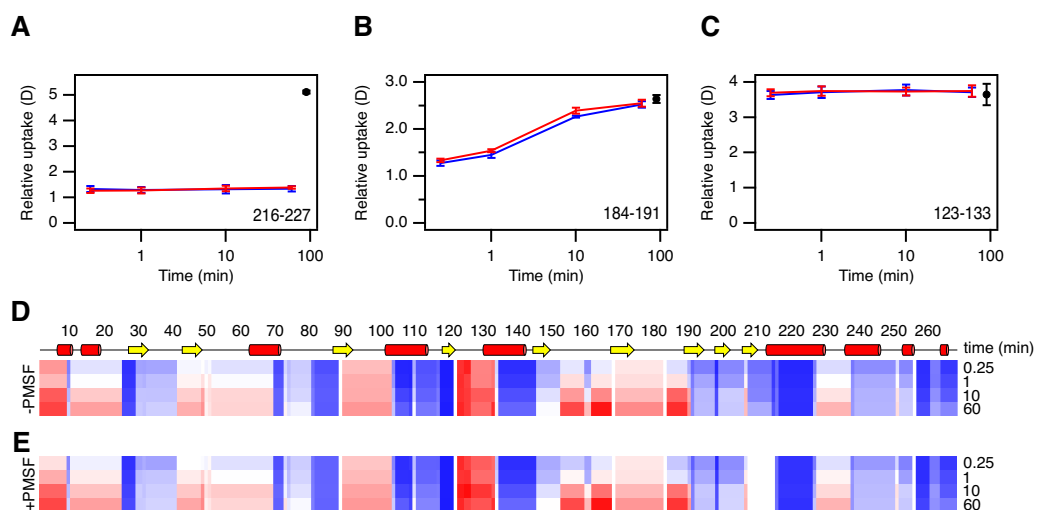 A B C
Relative uptake (D)
5
4
3
2
1
0
216-227
1 10 100
Time (min)
Relative uptake (D)
3.0
2.0
1.0
0.0
184-191
1 10 100
Time (min)
Relative uptake (D)
4
3
2
1
0
123-133
1 10 100
Time (min)
D
10 20 30 40 50 60 70 80 90 100 110 120 130 140 150 160 170 180 190 200 210 220 230 240 250 260
time (min)
-PMSF
0.25
1
10
60
E
+PMSF
0.25
1
10
60